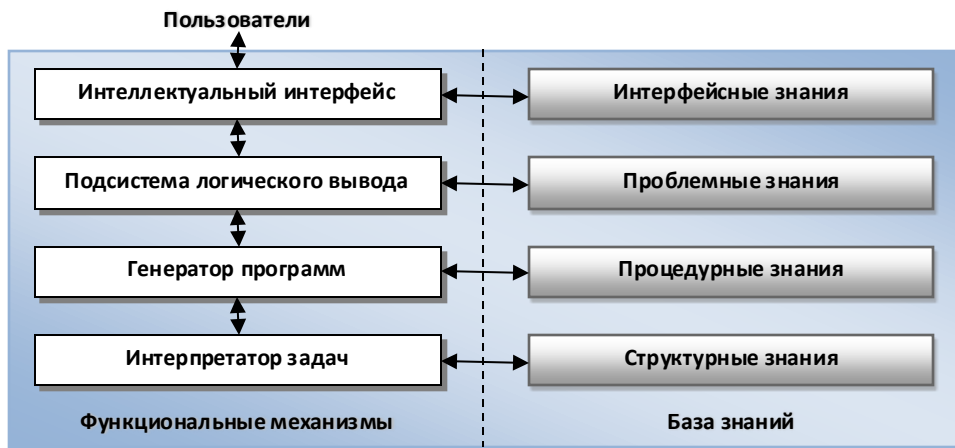 Пользователи
Интеллектуальный интерфейс
Интерфейсные знания
Подсистема логического вывода
Проблемные знания
Генератор программ
Процедурные знания
Интерпретатор задач
Структурные знания
Функциональные механизмы
База знаний